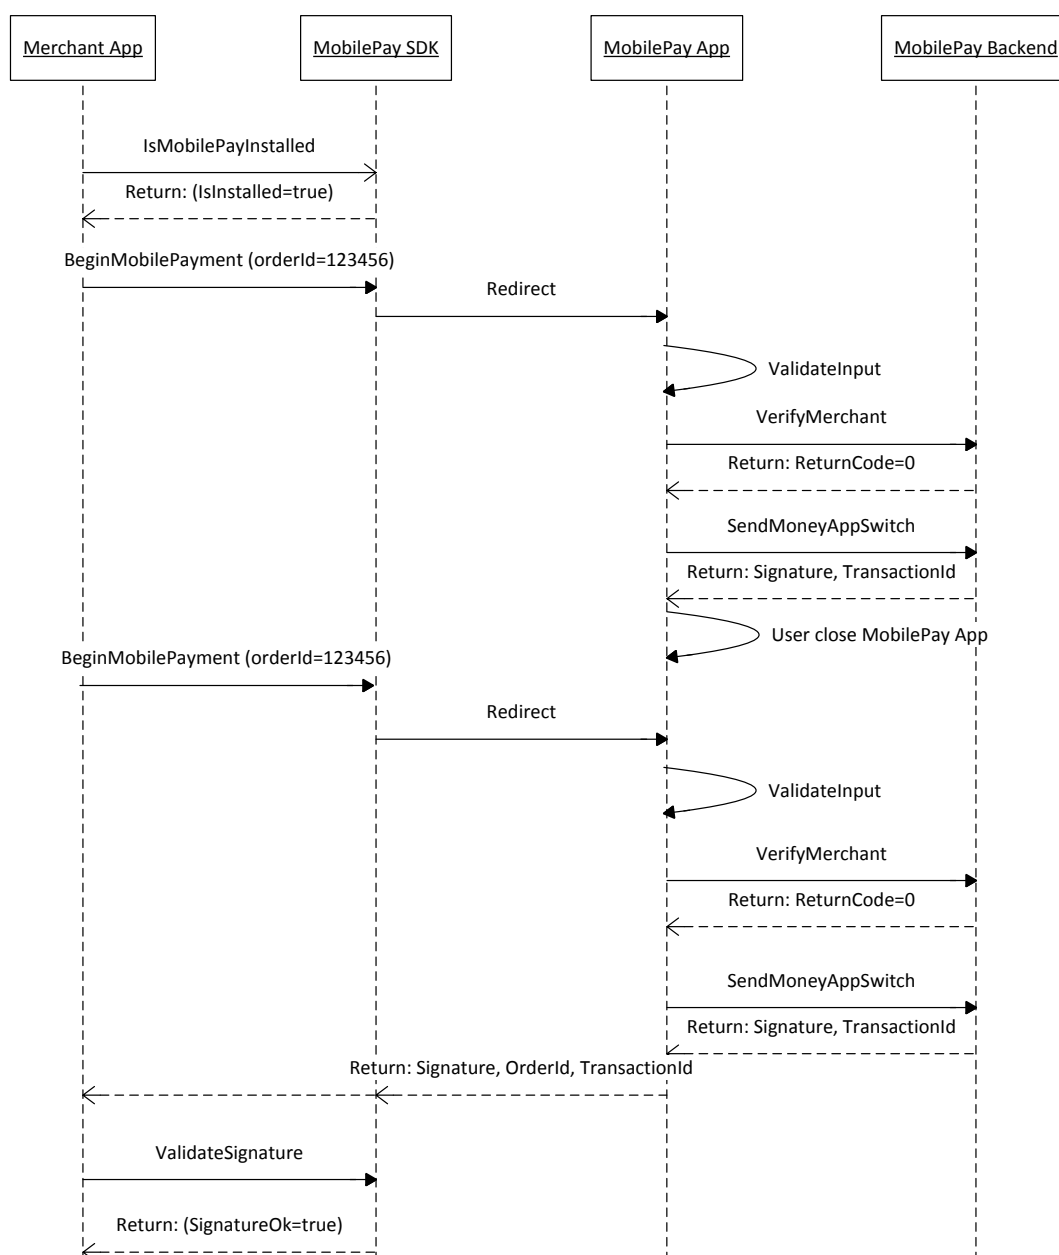 Merchant App
MobilePay SDK
MobilePay App
MobilePay Backend
IsMobilePayInstalled
Return: (IsInstalled=true)
BeginMobilePayment (orderId=123456)
Redirect
ValidateInput
VerifyMerchant
Return: ReturnCode=0
SendMoneyAppSwitch
Return: Signature, TransactionId
User close MobilePay App
BeginMobilePayment (orderId=123456)
Redirect
ValidateInput
VerifyMerchant
Return: ReturnCode=0
SendMoneyAppSwitch
Return: Signature, TransactionId
Return: Signature, OrderId, TransactionId
ValidateSignature
Return: (SignatureOk=true)